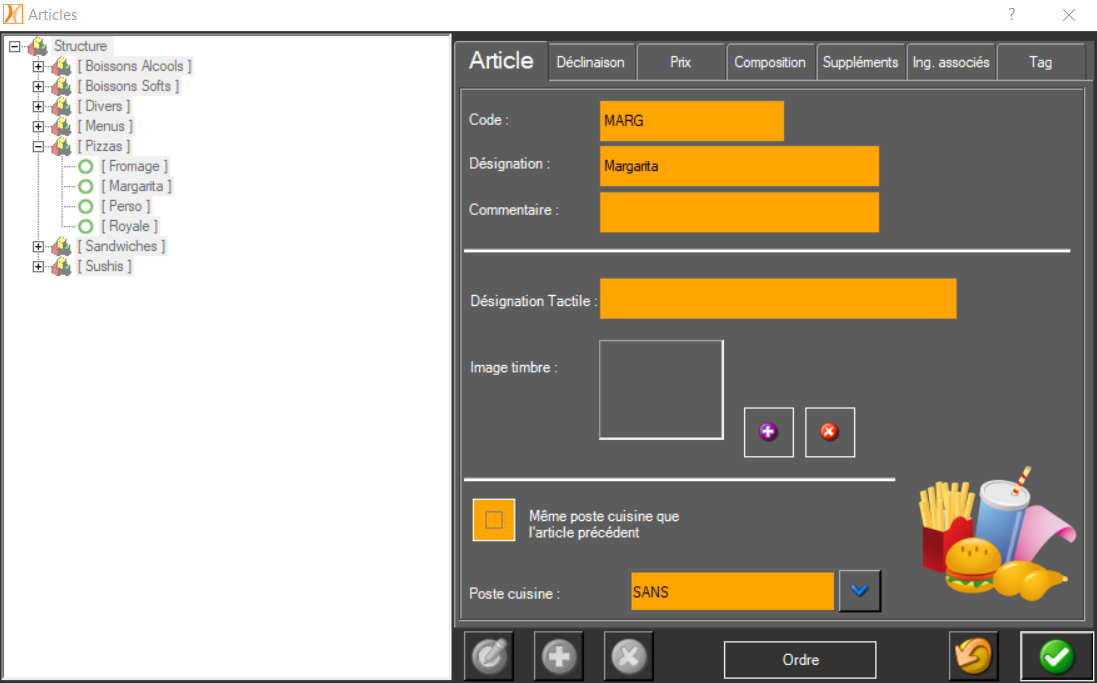 Articles
?
Structure
[ Boissons Alcools ]
[ Boissons Softs ]
[ Divers ]
[ Menus ]
[ Pizzas ]
[ Fromage ]
[ Margarita ]
[ Perso ]
[ Royale ]
[ Sandwiches ]
[ Sushis ]
Article Déclinaison Prix Composition Suppléments Ing. associés Tag
Code : MARG
Désignation : Margarita
Commentaire :
Désignation Tactile :
Image timbre :
Même poste cuisine que
l'article précédent
Poste cuisine : SANS
Ordre